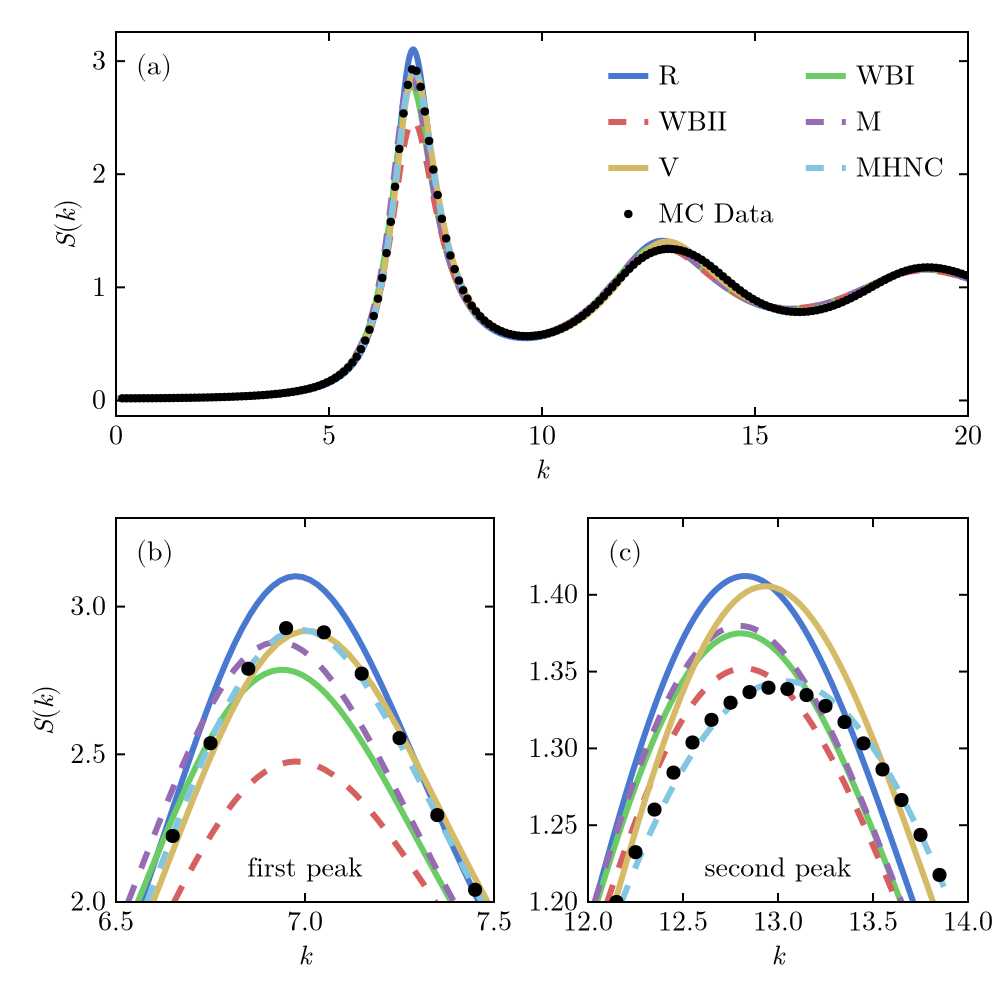 (a)
R
WBI
WBII
M
V
MHNC
MC Data
S(k)
3
2
1
0
0 5 10 15 20
k
(b)
first peak
S(k)
3.0
2.5
2.0
6.5 7.0 7.5
k
(c)
second peak
1.40
1.35
1.30
1.25
1.20
12.0 12.5 13.0 13.5 14.0
k